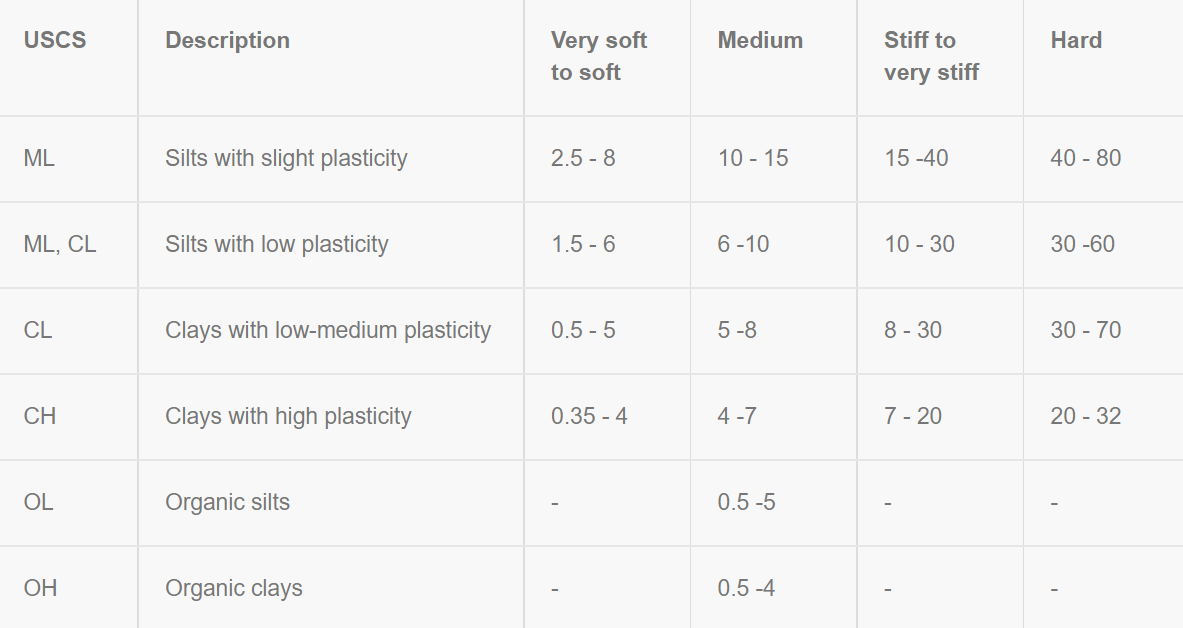 USCS Description Very soft to soft Medium Stiff to very stiff Hard
ML Silts with slight plasticity 2.5 - 8 10 - 15 15 -40 40 - 80
ML, CL Silts with low plasticity 1.5 - 6 6 -10 10 - 30 30 -60
CL Clays with low-medium plasticity 0.5 - 5 5 -8 8 - 30 30 - 70
CH Clays with high plasticity 0.35 - 4 4 -7 7 - 20 20 - 32
OL Organic silts - 0.5 -5 - -
OH Organic clays - 0.5 -4 - -